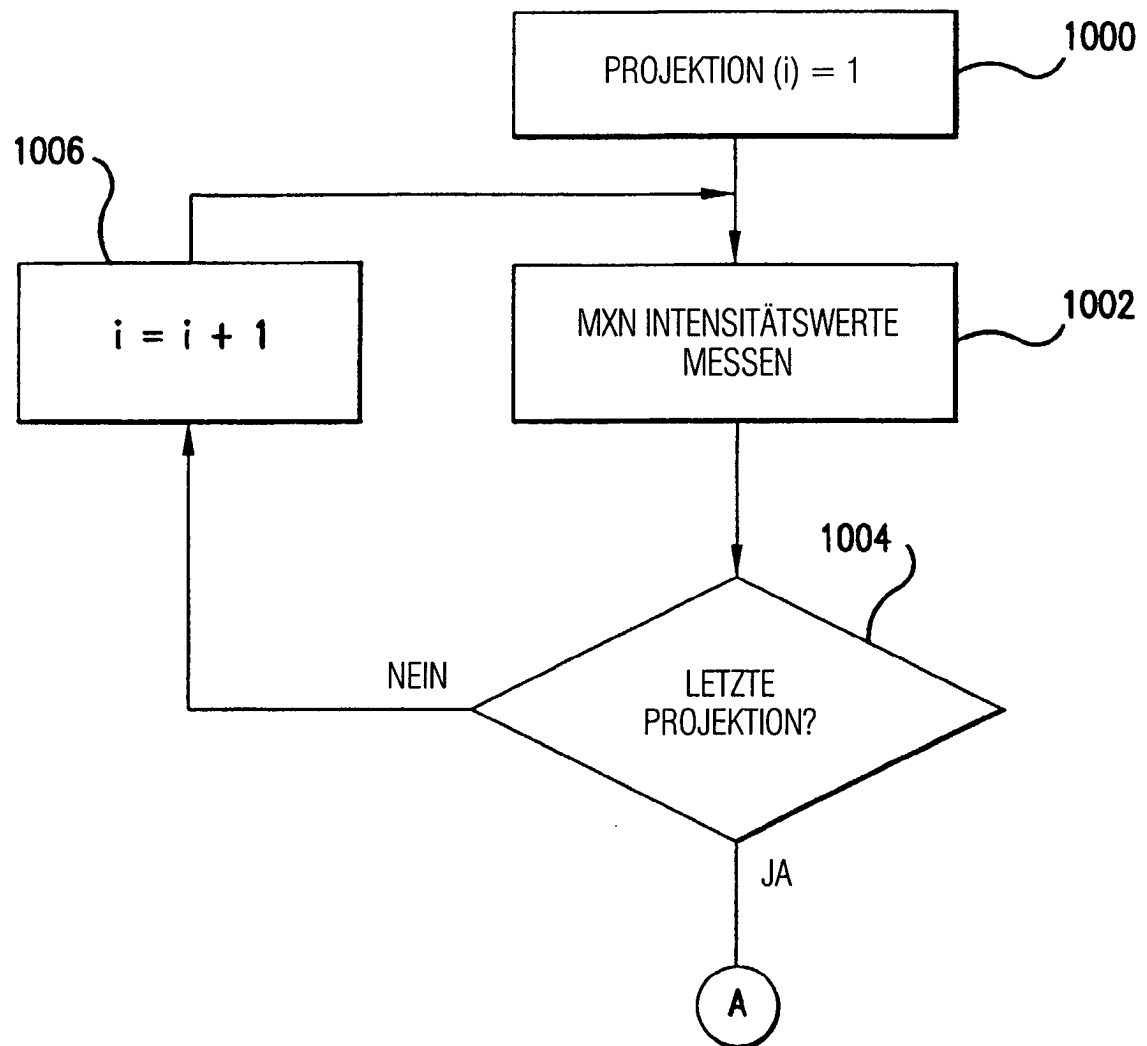 1000
PROJEKTION (i) = 1
1006
i = i + 1
MXN INTENSITÄTSWERTE
MESSEN
1002
1004
NEIN
LETZTE
PROJEKTION?
JA
A